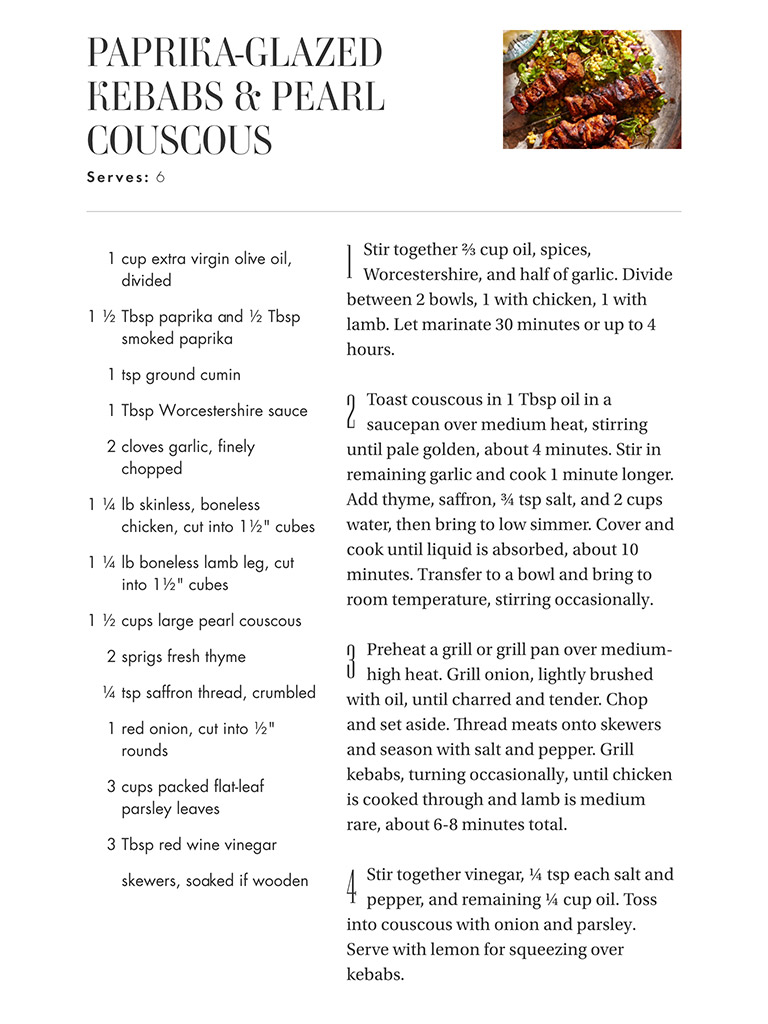 PAPRIKA-GLAZED
KEBABS & PEARL
COUSCOUS
Serves: 6
1 cup extra virgin olive oil,
divided
1 ½ Tbsp paprika and ½ Tbsp
smoked paprika
1 tsp ground cumin
1 Tbsp Worcestershire sauce
2 cloves garlic, finely
chopped
1 ¼ lb skinless, boneless
chicken, cut into 1½" cubes
1 ¼ lb boneless lamb leg, cut
into 1½" cubes
1 ½ cups large pearl couscous
2 sprigs fresh thyme
¼ tsp saffron thread, crumbled
1 red onion, cut into ½"
rounds
3 cups packed flat-leaf
parsley leaves
3 Tbsp red wine vinegar
skewers, soaked if wooden
1 Stir together ⅔ cup oil, spices,
Worcestershire, and half of garlic. Divide
between 2 bowls, 1 with chicken, 1 with
lamb. Let marinate 30 minutes or up to 4
hours.
2 Toast couscous in 1 Tbsp oil in a
saucepan over medium heat, stirring
until pale golden, about 4 minutes. Stir in
remaining garlic and cook 1 minute longer.
Add thyme, saffron, ¾ tsp salt, and 2 cups
water, then bring to low simmer. Cover and
cook until liquid is absorbed, about 10
minutes. Transfer to a bowl and bring to
room temperature, stirring occasionally.
3 Preheat a grill or grill pan over medium-
high heat. Grill onion, lightly brushed
with oil, until charred and tender. Chop
and set aside. Thread meats onto skewers
and season with salt and pepper. Grill
kebabs, turning occasionally, until chicken
is cooked through and lamb is medium
rare, about 6-8 minutes total.
4 Stir together vinegar, ¼ tsp each salt and
pepper, and remaining ¼ cup oil. Toss
into couscous with onion and parsley.
Serve with lemon for squeezing over
kebabs.